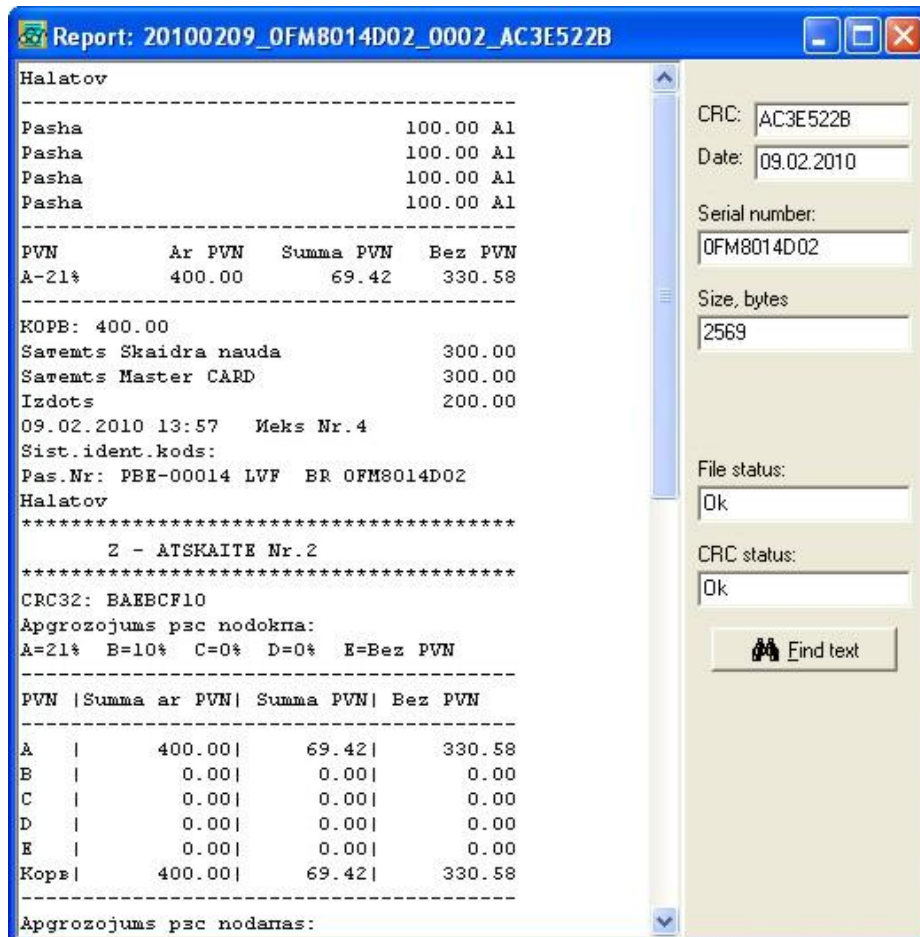 Report: 20100209_0FM8014D02_0002_AC3E522B
Halatov
----------------------------------------
Pasha 100.00 A1
Pasha 100.00 A1
Pasha 100.00 A1
Pasha 100.00 A1
----------------------------------------
PVN Ar PVN Summa PVN Bez PVN
A-21% 400.00 69.42 330.58
----------------------------------------
KOPB: 400.00
Saтemts Skaidra nauda 300.00
Saтemts Master CARD 300.00
Izdots 200.00
09.02.2010 13:57 Иeks Nr.4
Sist.ident.kods:
Pas.Nr: PBE-00014 LVF BR 0FM8014D02
Halatov
****************************************
Z - ATSKAITE Nr.2
****************************************
CRC32: BAEBCF10
Apgrozojums pзc nodokпa:
A=21% B=10% C=0% D=0% E=Bez PVN
----------------------------------------
PVN |Summa ar PVN| Summa PVN| Bez PVN
----------------------------------------
A | 400.00| 69.42| 330.58
B | 0.00| 0.00| 0.00
C | 0.00| 0.00| 0.00
D | 0.00| 0.00| 0.00
E | 0.00| 0.00| 0.00
Kopв| 400.00| 69.42| 330.58
----------------------------------------
Apgrozojums pзc nodaпas:
CRC: AC3E522B
Date: 09.02.2010
Serial number:
0FM8014D02
Size, bytes
2569
File status:
Ok
CRC status:
Ok
Find text